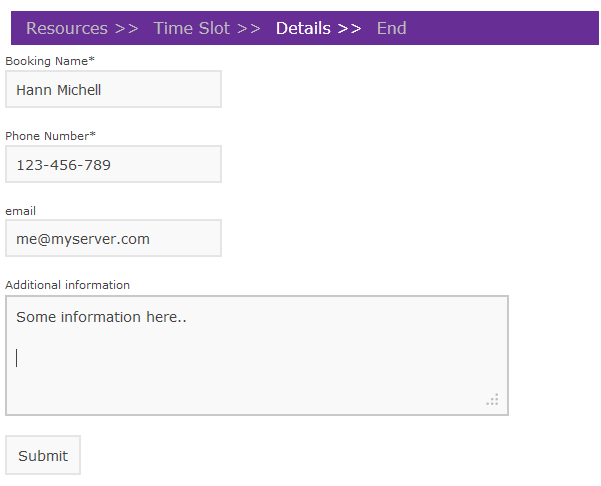 Resources >> Time Slot >> Details >> End
Booking Name*
Hann Michell
Phone Number*
123-456-789
email
me@myserver.com
Additional information
Some information here..
Submit